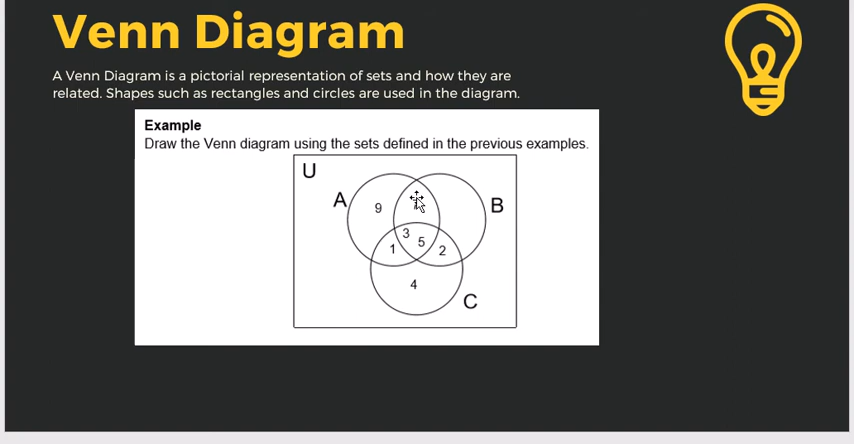 Venn Diagram
A Venn Diagram is a pictorial representation of sets and how they are
related. Shapes such as rectangles and circles are used in the diagram.
Example
Draw the Venn diagram using the sets defined in the previous examples.
U
A
B
9
3
5
1
2
4
C